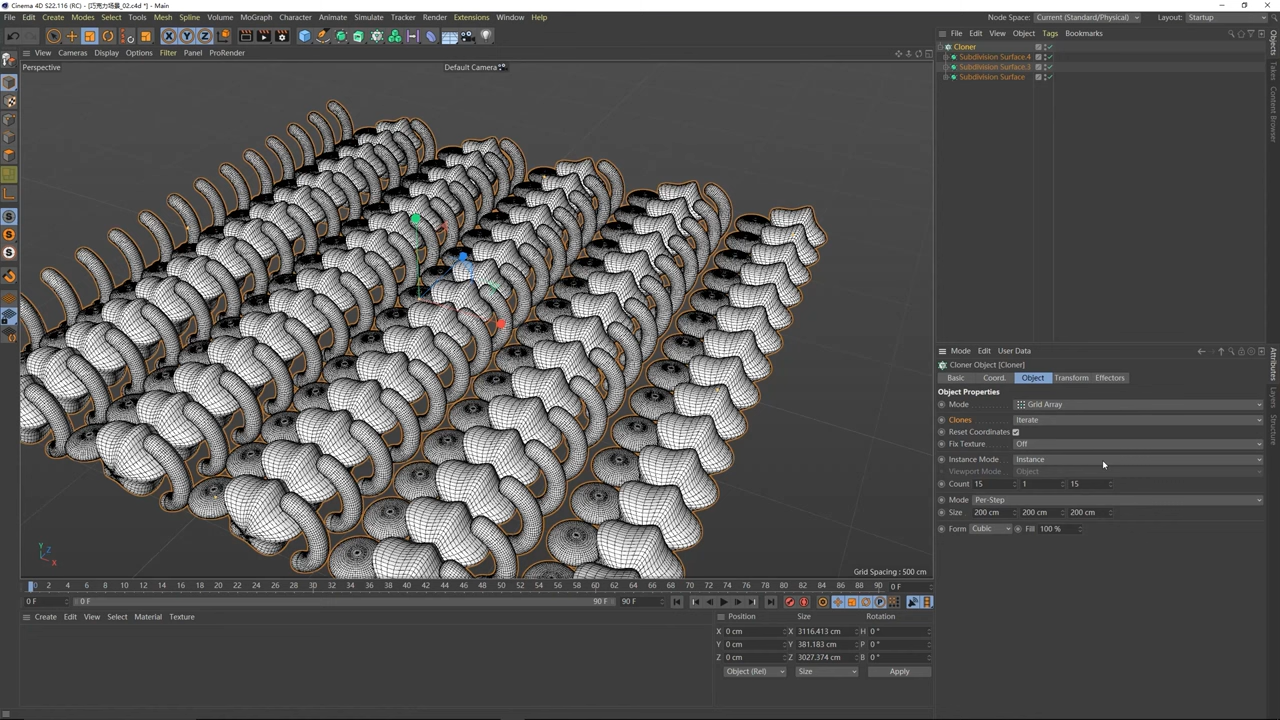 Cinema 4D S22.116 (RC) - [巧克力场景_02.c4d *] - Main
File Edit Create Modes Select Tools Mesh Spline Volume MoGraph Character Animate Simulate Tracker Render Extensions Window Help
Node Space: Current (Standard/Physical) Layout: Startup
View Cameras Display Options Filter Panel ProRender
File Edit View Object Tags Bookmarks
Perspective
Default Camera
Cloner
Subdivision Surface.4
Subdivision Surface.3
Subdivision Surface
Objects
Takes
Content Browser
Mode Edit User Data
Cloner Object [Cloner]
Basic Coord. Object Transform Effectors
Object Properties
Mode Grid Array
Clones Iterate
Reset Coordinates
Fix Texture Off
Instance Mode Instance
Viewport Mode Object
Count 15 1 15
Mode Per-Step
Size 200 cm 200 cm 200 cm
Form Cubic Fill 100 %
Attributes
Layers
Structure
Y Z X
Grid Spacing : 500 cm
0 2 4 6 8 10 12 14 16 18 20 22 24 26 28 30 32 34 36 38 40 42 44 46 48 50 52 54 56 58 60 62 64 66 68 70 72 74 76 78 80 82 84 86 88 90 0 F
0 F 0 F 90 F 90 F
Create Edit View Select Material Texture
Position Size Rotation
X 0 cm X 3116.413 cm H 0 °
Y 0 cm Y 381.183 cm P 0 °
Z 0 cm Z 3027.374 cm B 0 °
Object (Rel) Size Apply